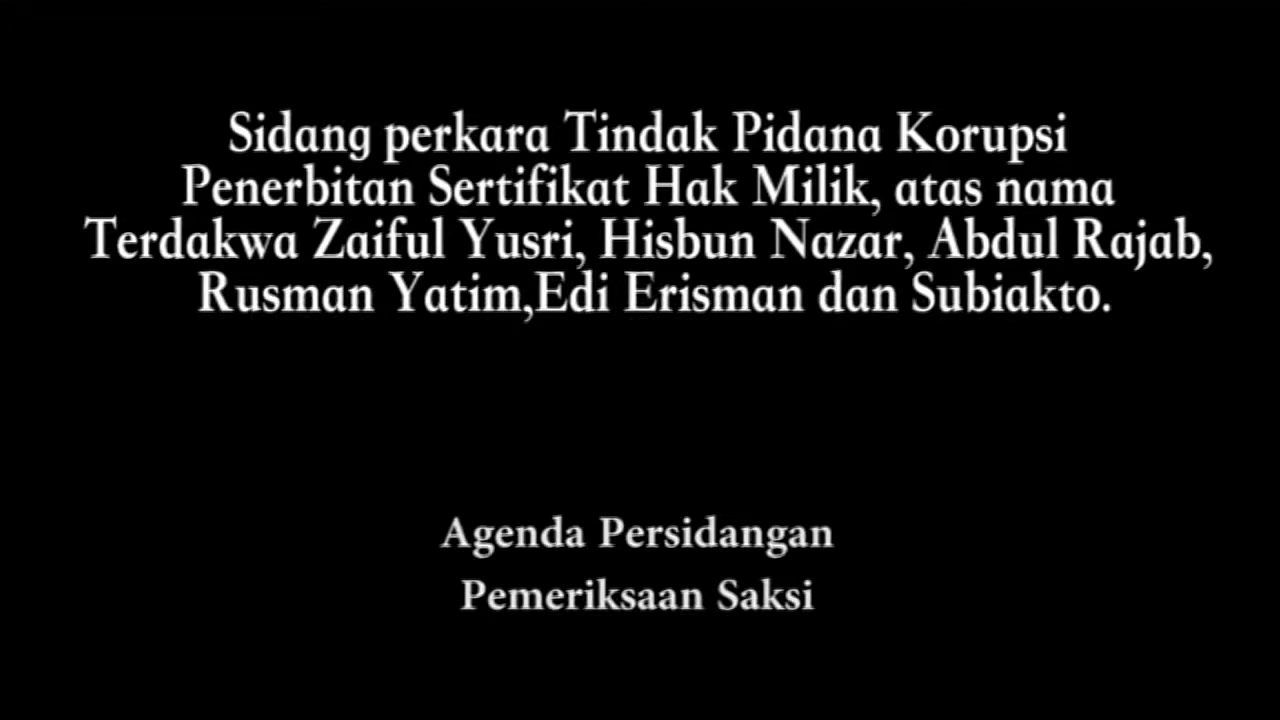 Sidang perkara Tindak Pidana Korupsi
Penerbitan Sertifikat Hak Milik, atas nama
Terdakwa Zaiful Yusri, Hisbun Nazar, Abdul Rajab,
Rusman Yatim,Edi Erisman dan Subiakto.
Agenda Persidangan
Pemeriksaan Saksi